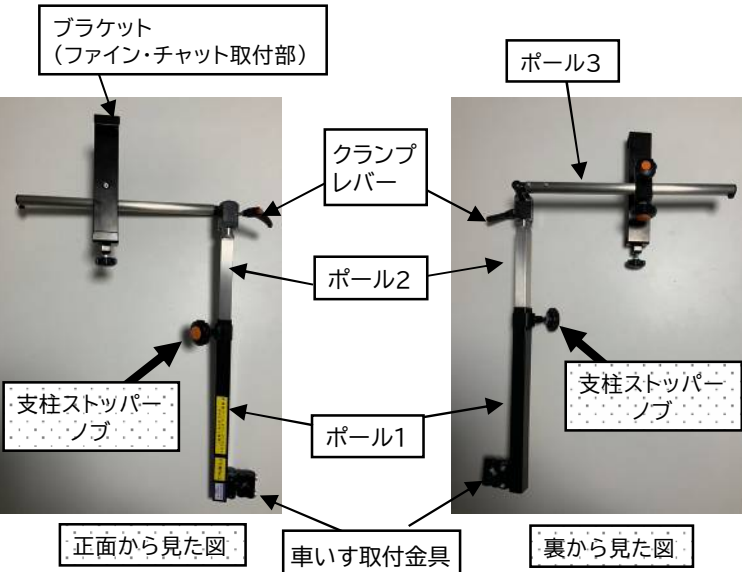 ブラケット
（ファイン・チャット取付部）
ポール3
クランプ
レバー
ポール2
支柱ストッパー
ノブ
支柱ストッパー
ノブ
ポール1
正面から見た図
車いす取付金具
裏から見た図